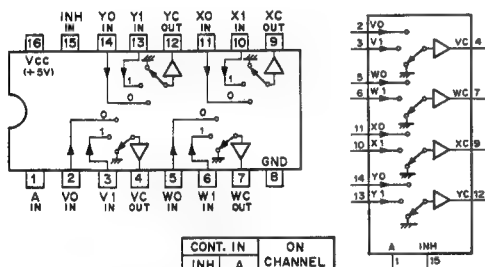 INH Y0 Y1 YC X0 X1 XC
IN IN IN OUT IN IN OUT
16 15 14 13 12 11 10 9
VCC
(+5V)
1 1
0 0
0 0
1 1
GND
1 2 3 4 5 6 7 8
A V0 V1 VC W0 W1 WC
IN IN IN OUT IN IN OUT
2 V0
3 V1 VC 4
5 W0
6 W1 WC 7
11 X0
10 X1 XC 9
14 Y0
13 Y1 YC 12
A INH
1 15
CONT. IN ON
INH A CHANNEL